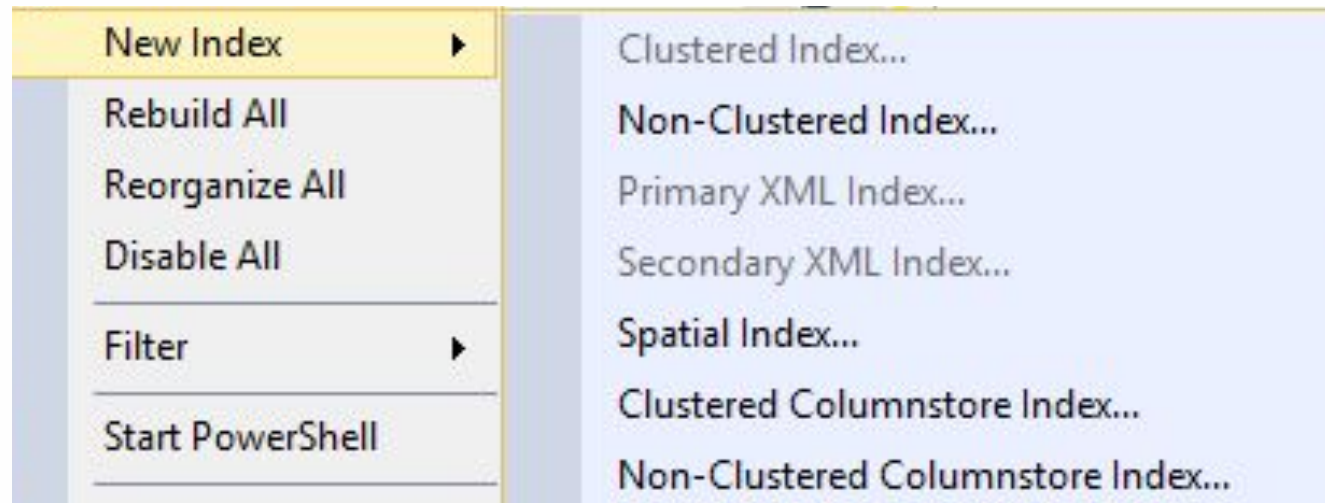 New Index
Rebuild All
Reorganize All
Disable All
Filter
Start PowerShell
Clustered Index...
Non-Clustered Index...
Primary XML Index...
Secondary XML Index...
Spatial Index...
Clustered Columnstore Index...
Non-Clustered Columnstore Index...